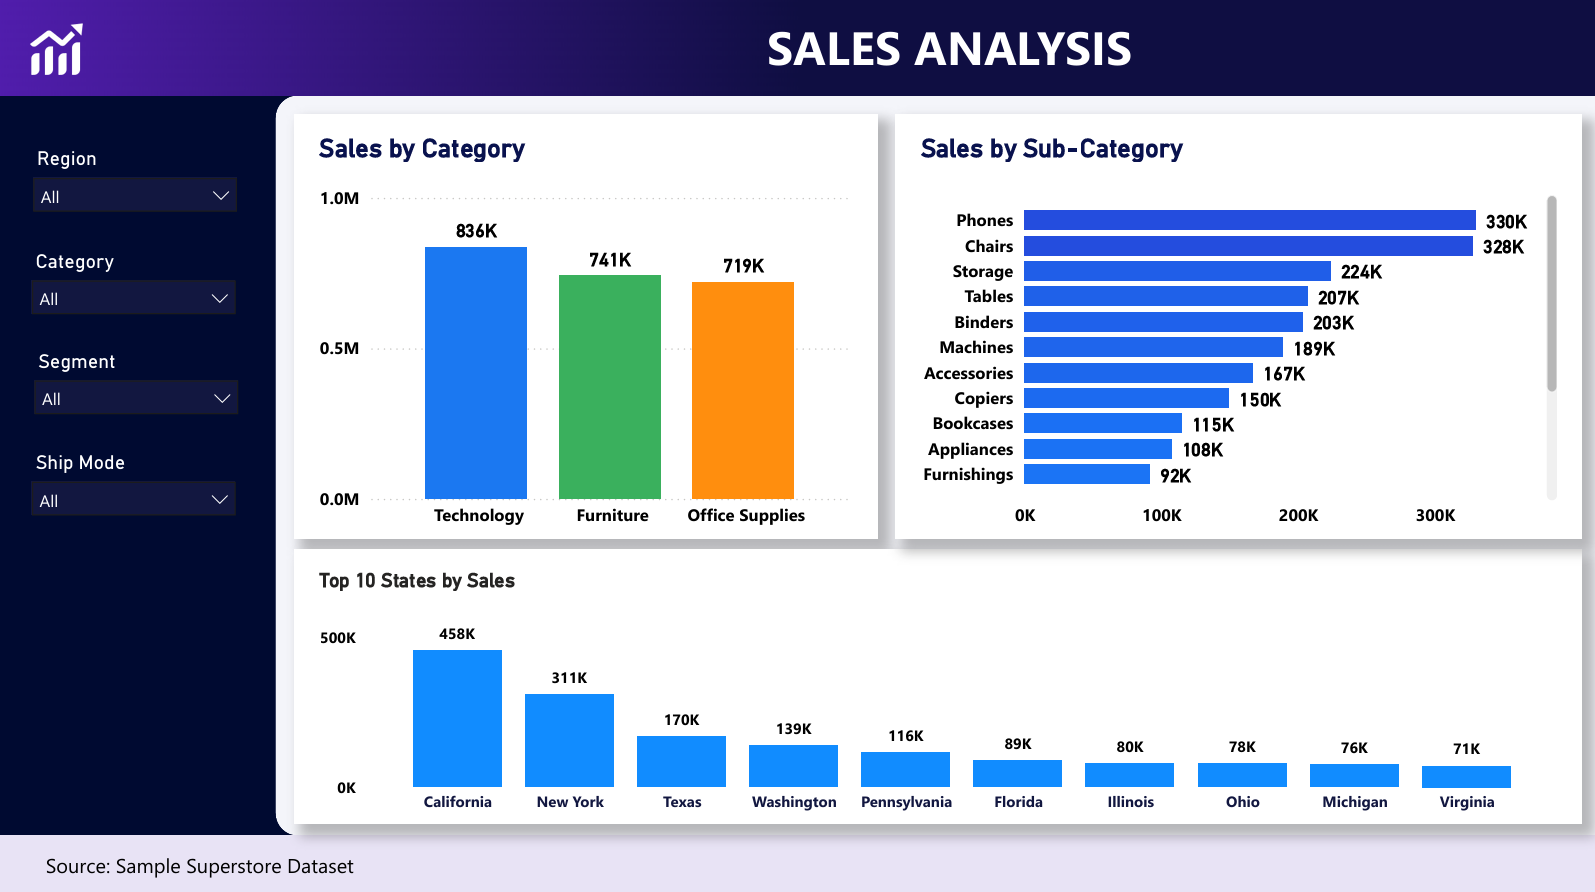 SALES ANALYSIS
Region
All
Category
All
Segment
All
Ship Mode
All
Sales by Category
1.0M
0.5M
0.0M
836K
741K
719K
Technology
Furniture
Office Supplies
Sales by Sub-Category
Phones 330K
Chairs 328K
Storage 224K
Tables 207K
Binders 203K
Machines 189K
Accessories 167K
Copiers 150K
Bookcases 115K
Appliances 108K
Furnishings 92K
0K 100K 200K 300K
Top 10 States by Sales
500K
0K
458K 311K 170K 139K 116K 89K 80K 78K 76K 71K
California New York Texas Washington Pennsylvania Florida Illinois Ohio Michigan Virginia
Source: Sample Superstore Dataset